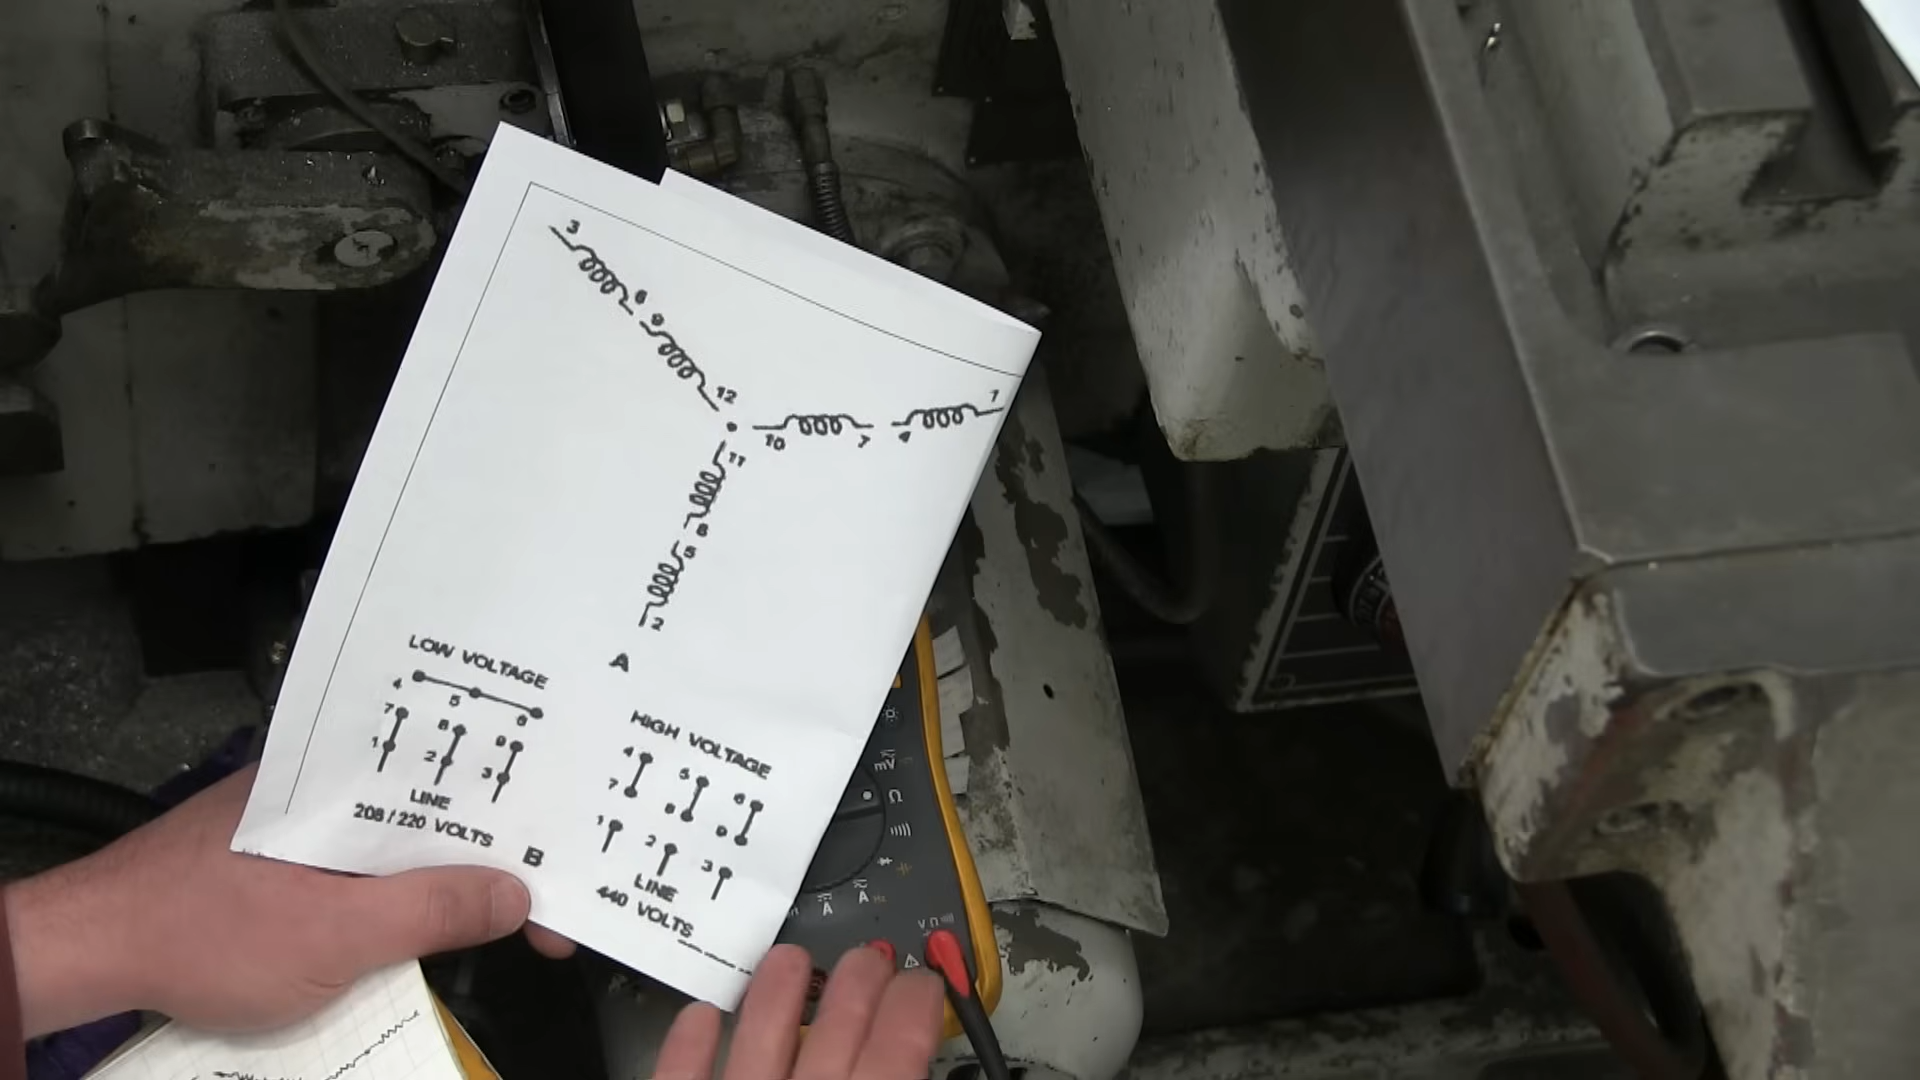 3
6
9
12
10 7 4 1
11
8
5
2
A
LOW VOLTAGE
4 5 6
7 8 9
1 2 3
LINE
208/220 VOLTS
B
HIGH VOLTAGE
4 5 6
7 8 9
1 2 3
LINE
440 VOLTS
mV
Ω
A A Hz
V Ω